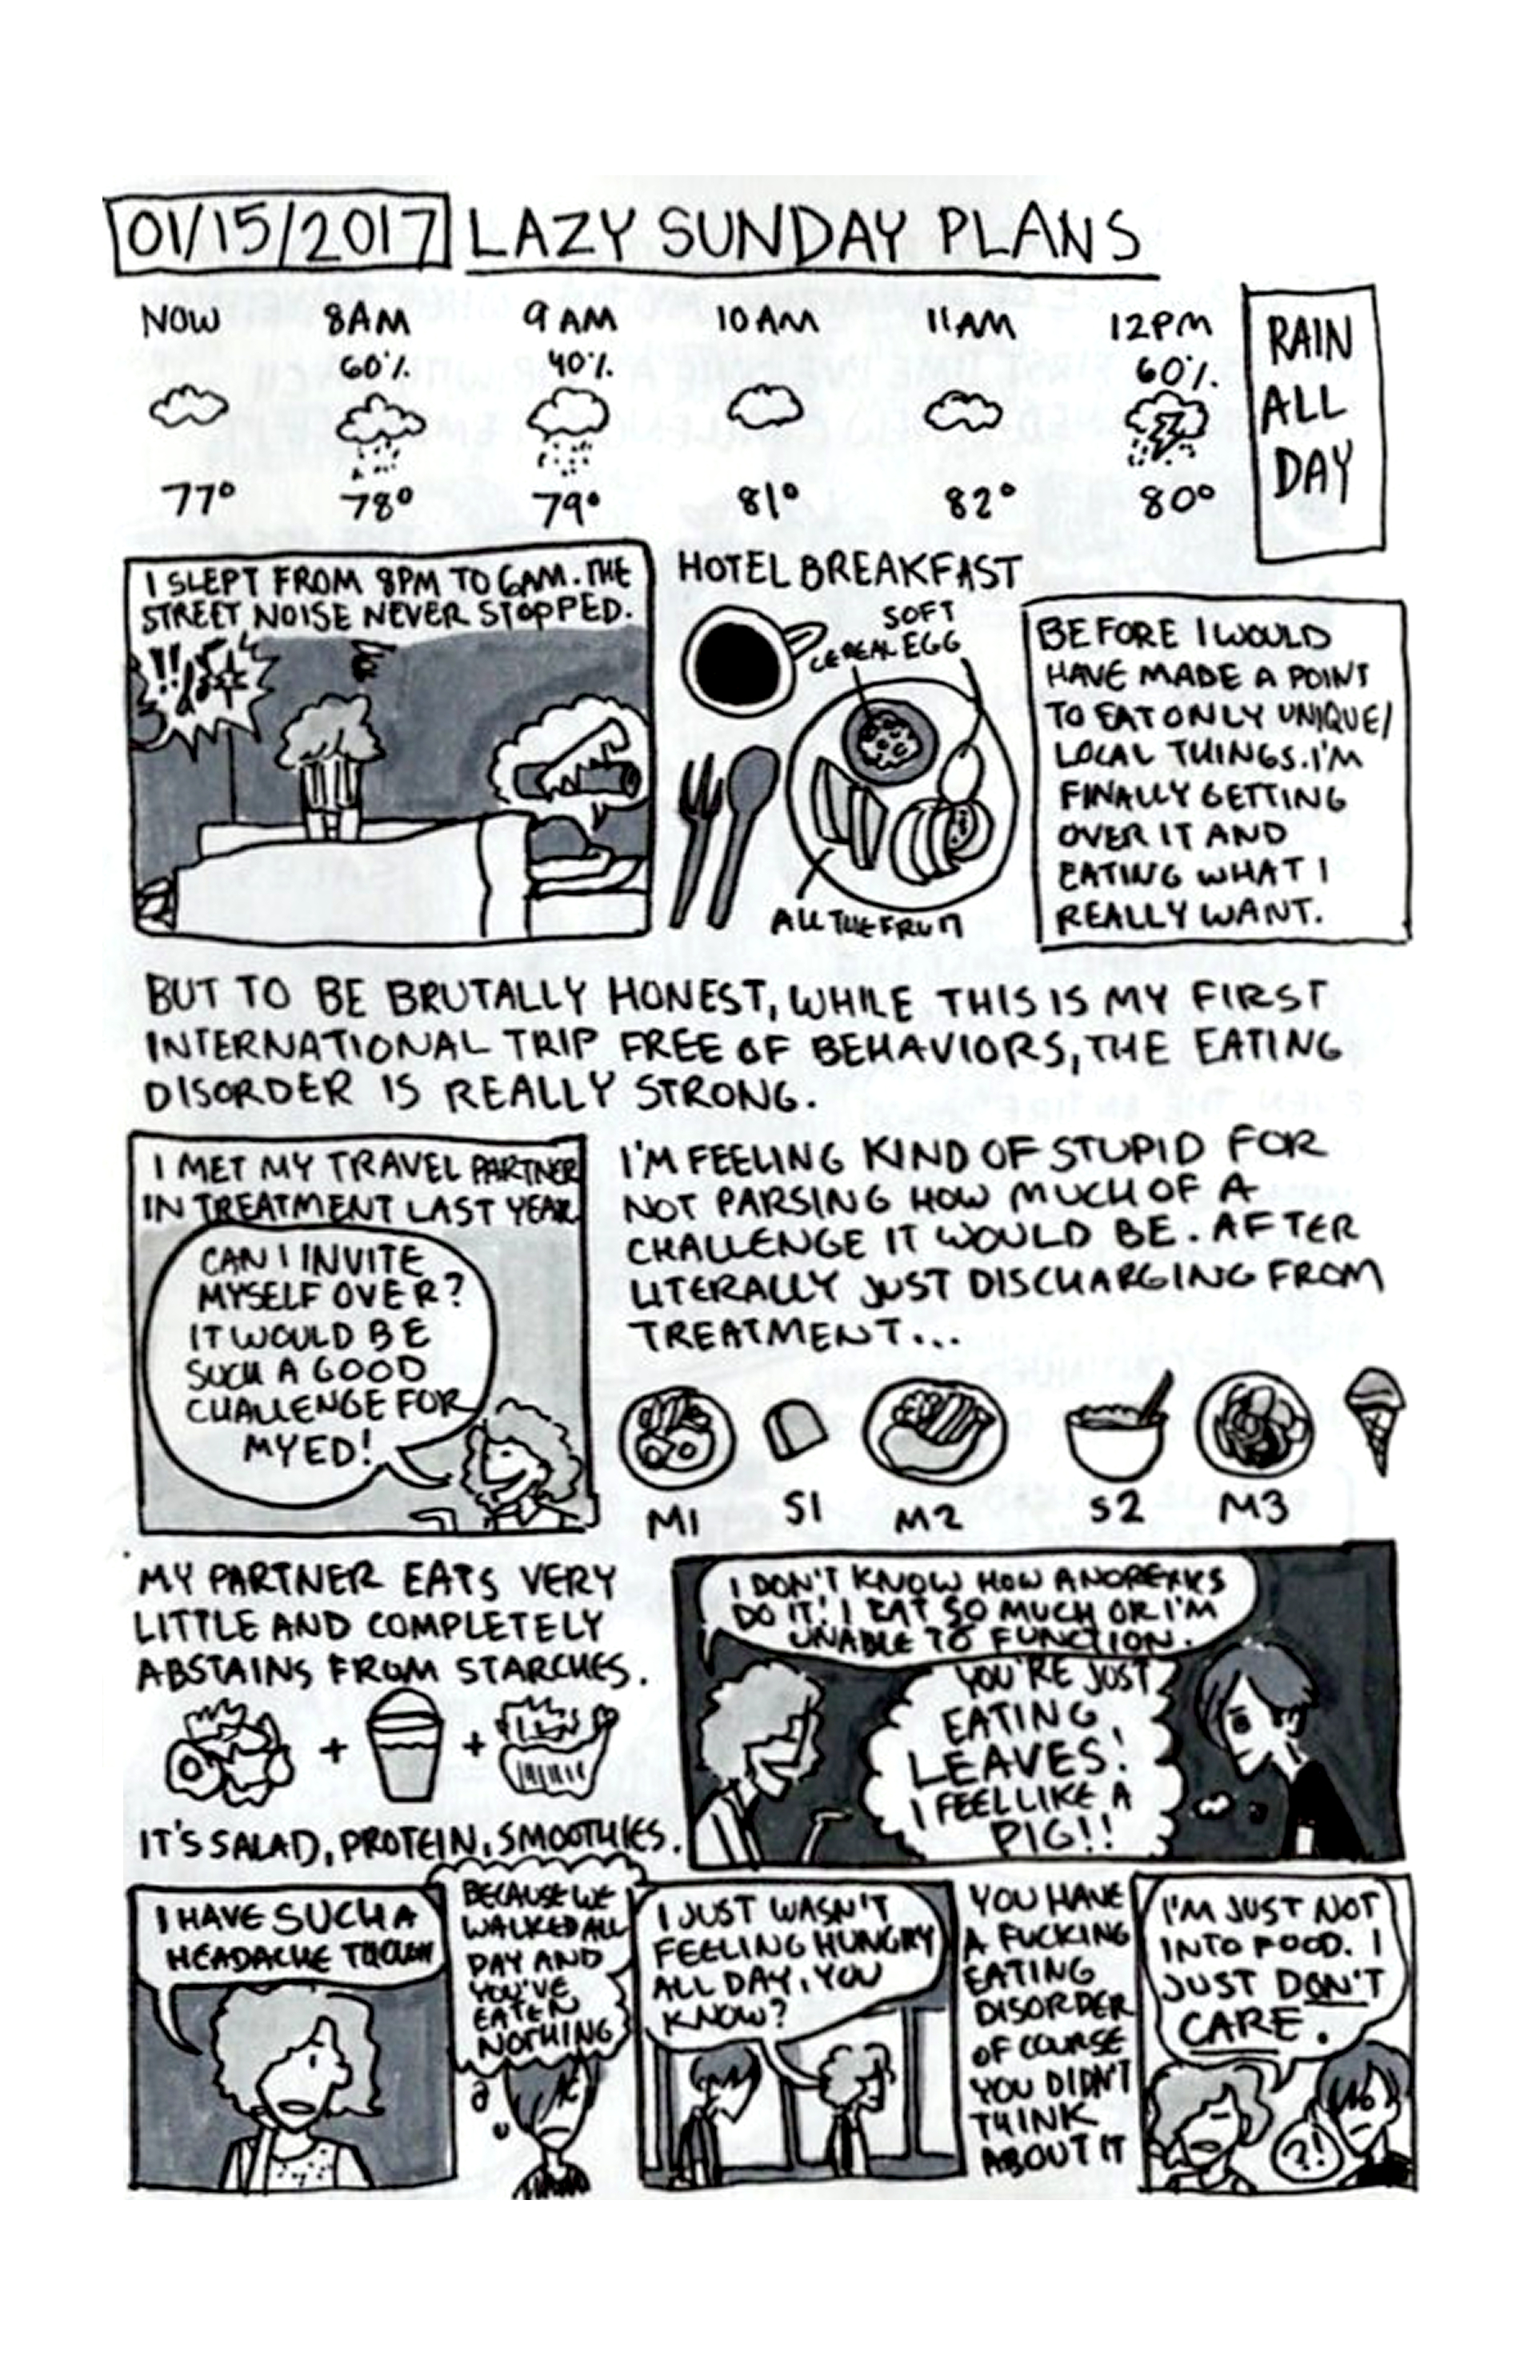 01/15/2017 LAZY SUNDAY PLANS
NOW 8AM 9AM 10AM 11AM 12PM
60% 40% 60%
77° 78° 79° 81° 82° 80°
RAIN
ALL
DAY
I SLEPT FROM 8PM TO 6AM. THE
STREET NOISE NEVER STOPPED.
HOTEL BREAKFAST
SOFT
CEREAL EGG
ALL THE FRUIT
BEFORE I WOULD
HAVE MADE A POINT
TO EAT ONLY UNIQUE/
LOCAL THINGS. I'M
FINALLY GETTING
OVER IT AND
EATING WHAT I
REALLY WANT.
BUT TO BE BRUTALLY HONEST, WHILE THIS IS MY FIRST
INTERNATIONAL TRIP FREE OF BEHAVIORS, THE EATING
DISORDER IS REALLY STRONG.
I MET MY TRAVEL PARTNER
IN TREATMENT LAST YEAR
CAN I INVITE
MYSELF OVER?
IT WOULD BE
SUCH A GOOD
CHALLENGE FOR
MY ED!
I'M FEELING KIND OF STUPID FOR
NOT PARSING HOW MUCH OF A
CHALLENGE IT WOULD BE. AFTER
LITERALLY JUST DISCHARGING FROM
TREATMENT...
M1 S1 M2 S2 M3
MY PARTNER EATS VERY
LITTLE AND COMPLETELY
ABSTAINS FROM STARCHES.
+ +
IT'S SALAD, PROTEIN, SMOOTHIES.
I DON'T KNOW HOW ANOREXICS
DO IT! I EAT SO MUCH OR I'M
UNABLE TO FUNCTION.
YOU'RE JUST
EATING
LEAVES!
I FEEL LIKE A
PIG!!
I HAVE SUCH A
HEADACHE
BECAUSE WE
WALKED ALL
DAY AND
YOU'VE
EATEN
NOTHING
I JUST WASN'T
FEELING HUNGRY
ALL DAY, YOU
KNOW?
YOU HAVE
A FUCKING
EATING
DISORDER
OF COURSE
YOU DIDN'T
THINK
ABOUT IT
I'M JUST NOT
INTO FOOD. I
JUST DON'T
CARE.
?!